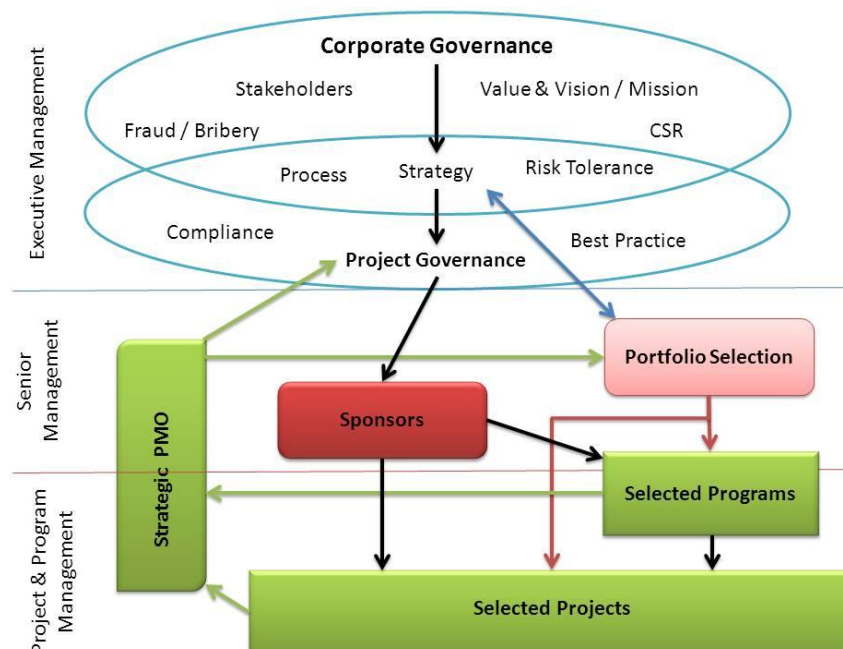 Corporate Governance
Stakeholders
Value & Vision / Mission
Fraud / Bribery
CSR
Process
Strategy
Risk Tolerance
Compliance
Best Practice
Project Governance
Executive Management
Senior
Management
Portfolio Selection
Sponsors
Strategic PMO
Selected Programs
Project & Program
Management
Selected Projects